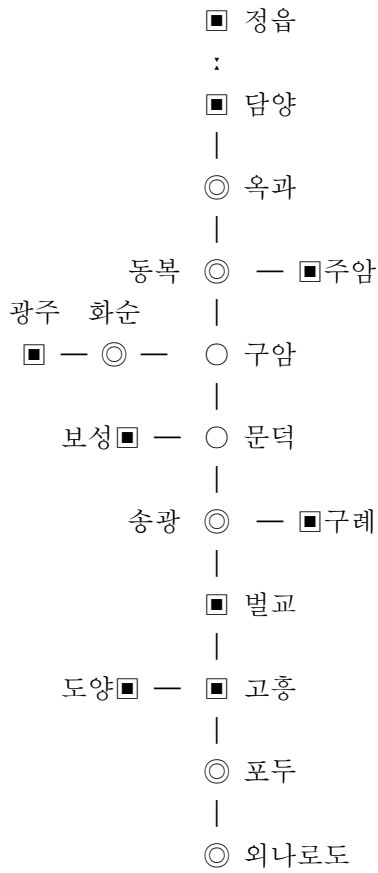 ▣ 정읍
:
▣ 담양
|
◎ 옥과
|
동복 ◎ ─ ▣주암
광주 화순 |
▣ ─ ◎ ─ ○ 구암
|
보성▣ ─ ○ 문덕
|
송광 ◎ ─ ▣구례
|
▣ 벌교
|
도양▣ ─ ▣ 고흥
|
◎ 포두
|
◎ 외나로도